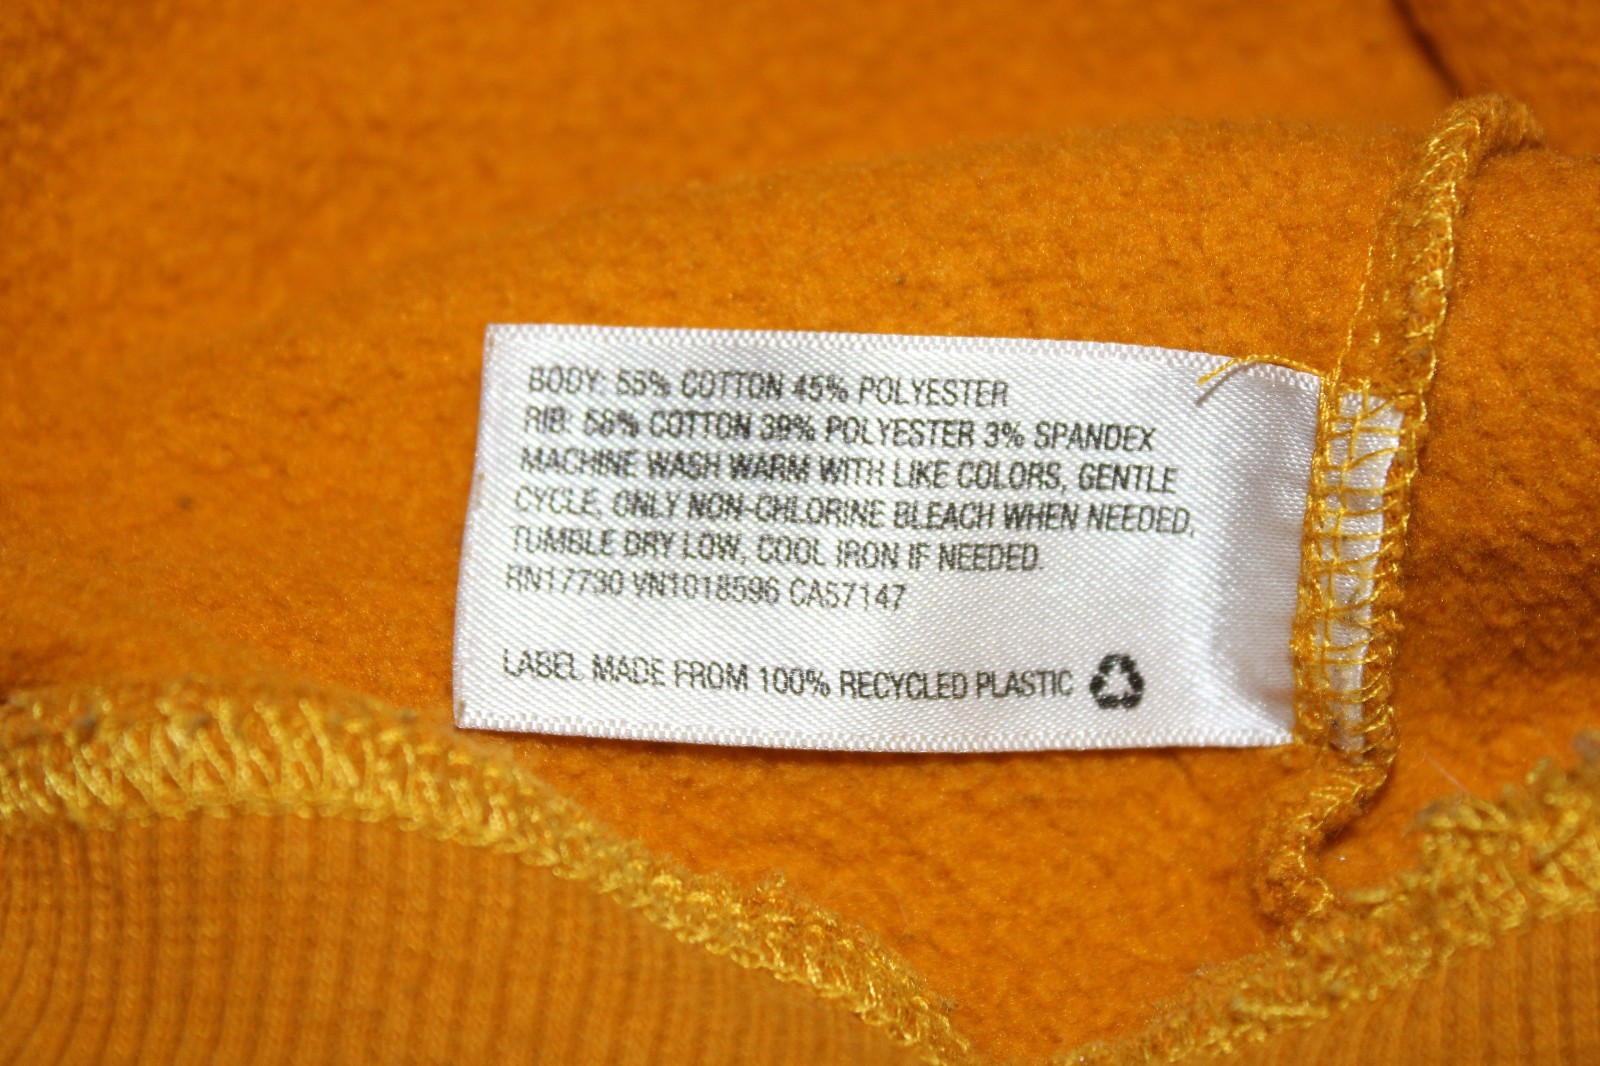 BODY: 55% COTTON 45% POLYESTER
RIB: 58% COTTON 39% POLYESTER 3% SPANDEX
MACHINE WASH WARM WITH LIKE COLORS, GENTLE
CYCLE, ONLY NON-CHLORINE BLEACH WHEN NEEDED,
TUMBLE DRY LOW, COOL IRON IF NEEDED.
RN17730 VN1018596 CA57147
LABEL MADE FROM 100% RECYCLED PLASTIC